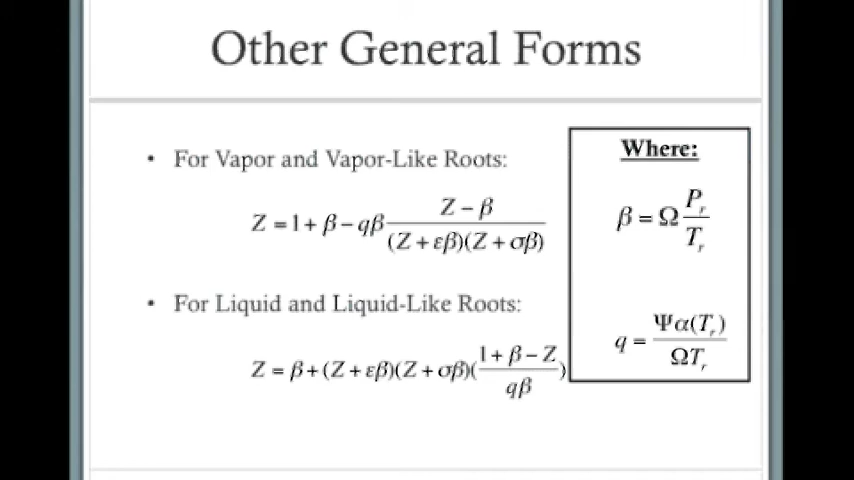 Other General Forms
• For Vapor and Vapor-Like Roots:
Z = 1 + β − qβ (Z − β) / ((Z + εβ)(Z + σβ))
• For Liquid and Liquid-Like Roots:
Z = β + (Z + εβ)(Z + σβ)((1 + β − Z) / qβ)
Where:
β = Ω P_r / T_r
q = Ψα(T_r) / ΩT_r